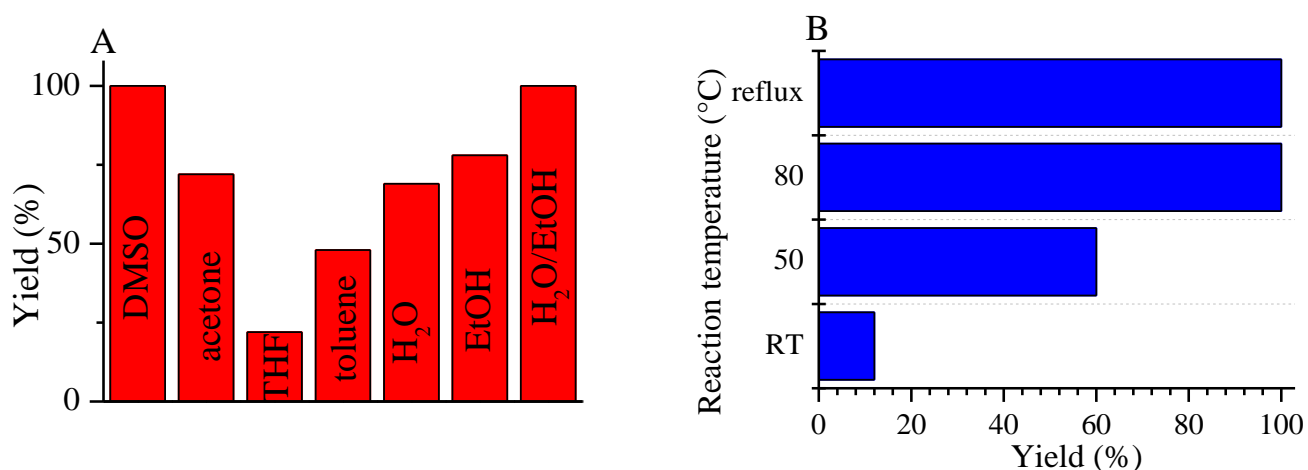 A
Yield (%)
100
50
0
DMSO
acetone
THF
toluene
H₂O
EtOH
H₂O/EtOH
B
Reaction temperature (°C)
reflux
80
50
RT
0 20 40 60 80 100
Yield (%)